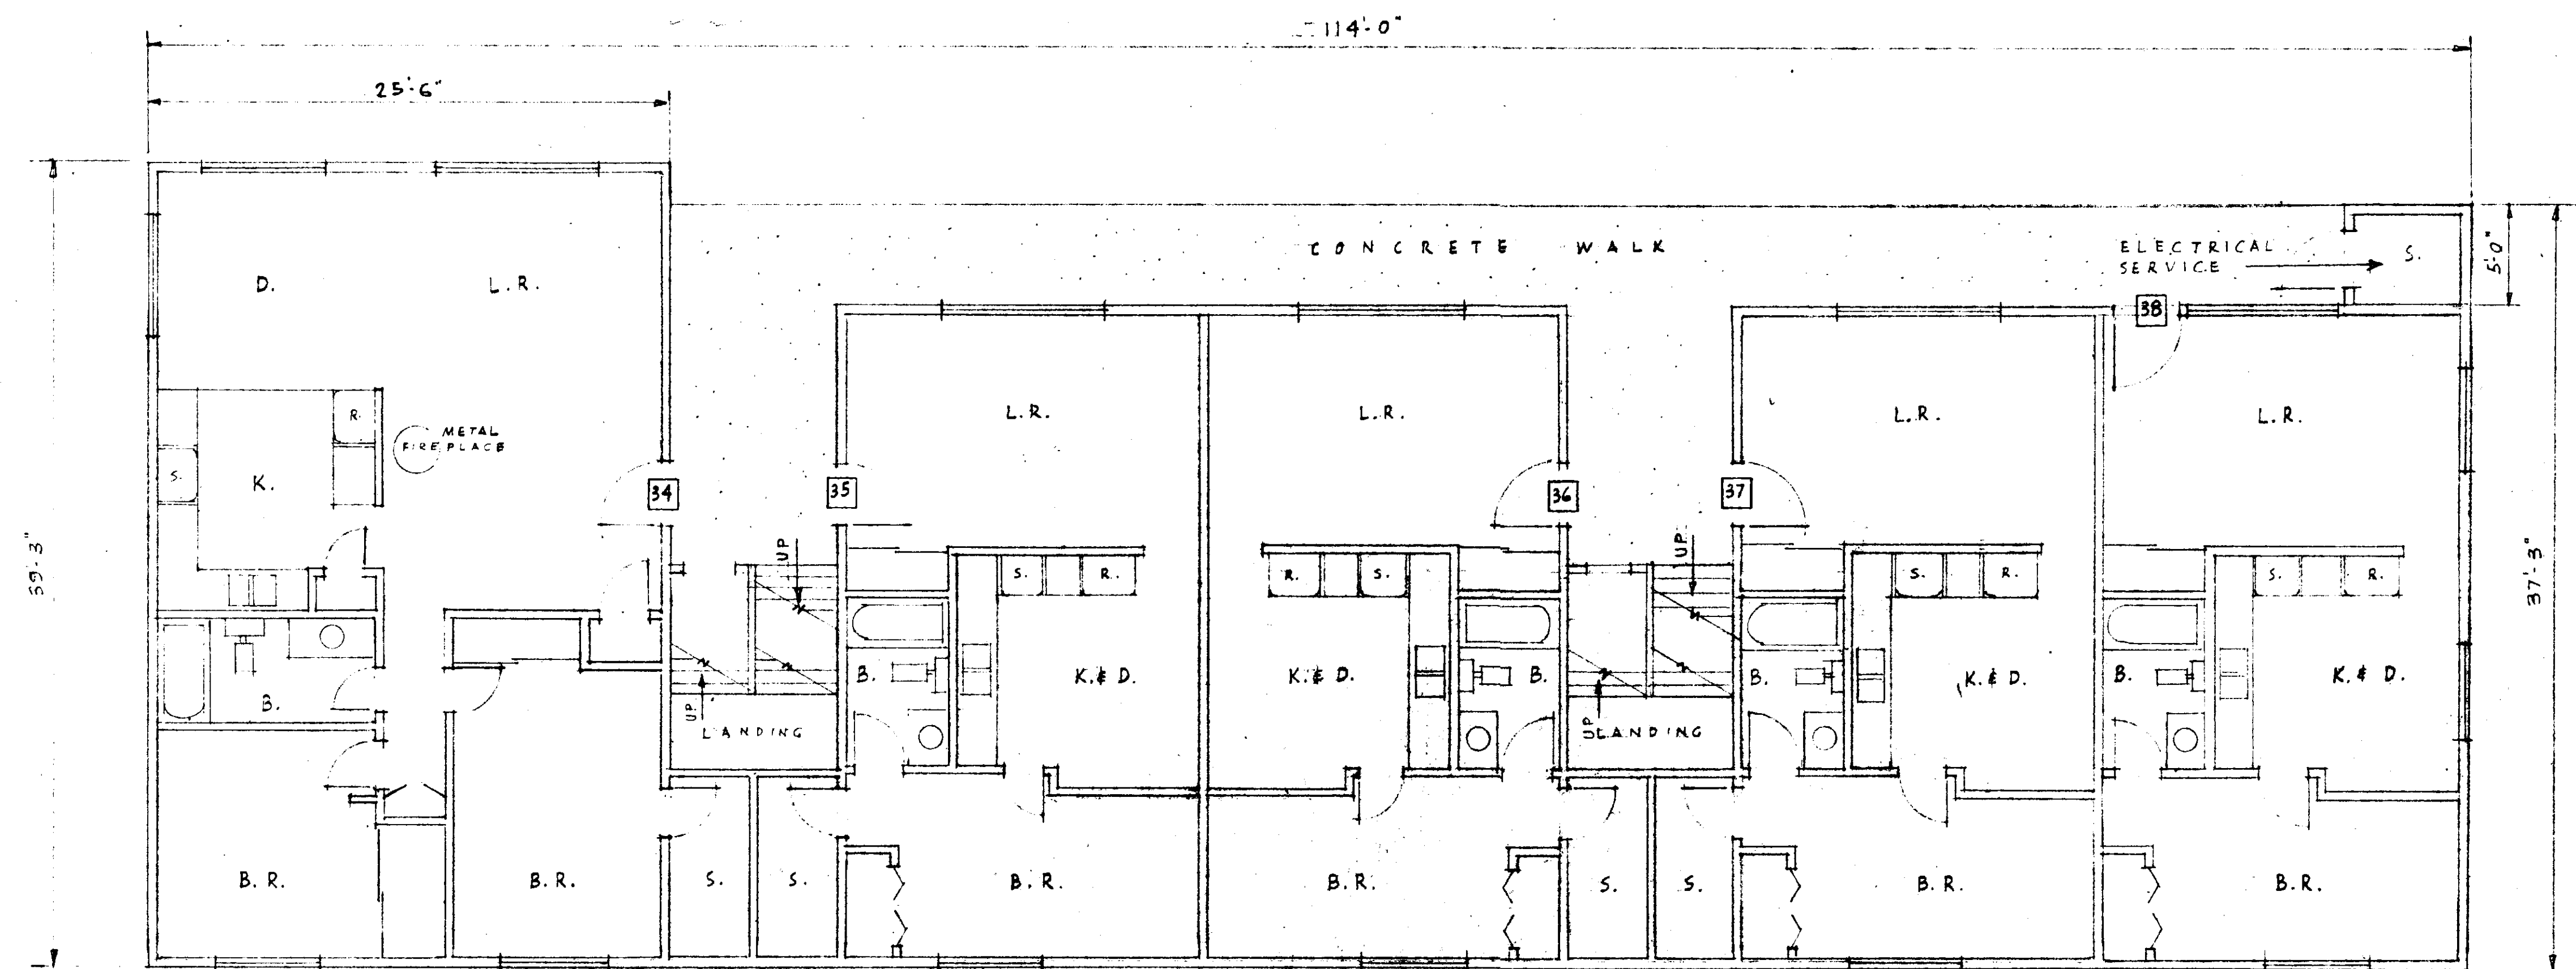 114'-0"
25'-6"
CONCRETE WALK
ELECTRICAL
SERVICE
S.
5'-0"
D.
L.R.
38
L.R.
L.R.
L.R.
L.R.
R.
METAL
FIREPLACE
S.
K.
34
35
36
37
39'-3"
37'-3"
UP
UP
S.
R.
R.
S.
S.
R.
S.
R.
B.
B.
K. & D.
K. & D.
B.
B.
K. & D.
B.
K. & D.
UP
LANDING
UP
LANDING
B.R.
B.R.
S.
S.
B.R.
B.R.
S.
S.
B.R.
B.R.